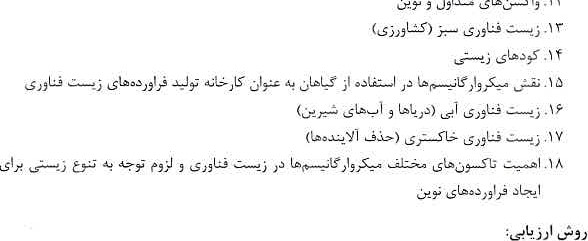 ۱۲. واکسن‌های متداول و نوین
۱۳. زیست فناوری سبز (کشاورزی)
۱۴. کودهای زیستی
۱۵. نقش میکروارگانیسم‌ها در استفاده از گیاهان به عنوان کارخانه تولید فراورده‌های زیست فناوری
۱۶. زیست فناوری آبی (دریاها و آب‌های شیرین)
۱۷. زیست فناوری خاکستری (حذف آلاینده‌ها)
۱۸. اهمیت تاکسون‌های مختلف میکروارگانیسم‌ها در زیست فناوری و لزوم توجه به تنوع زیستی برای
ایجاد فراورده‌های نوین
روش ارزیابی: